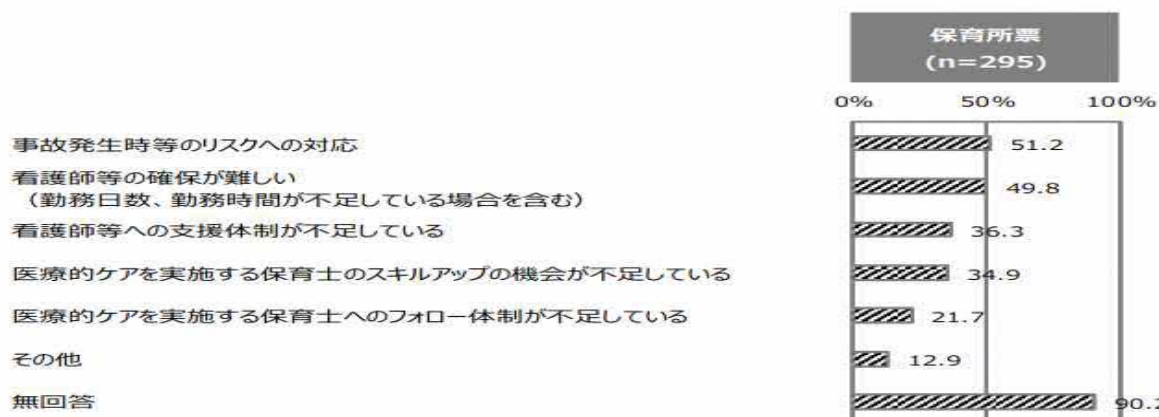 保育所票
(n=295)
0% 50% 100%
事故発生時等のリスクへの対応 51.2
看護師等の確保が難しい
（勤務日数、勤務時間が不足している場合を含む） 49.8
看護師等への支援体制が不足している 36.3
医療的ケアを実施する保育士のスキルアップの機会が不足している 34.9
医療的ケアを実施する保育士へのフォロー体制が不足している 21.7
その他 12.9
無回答